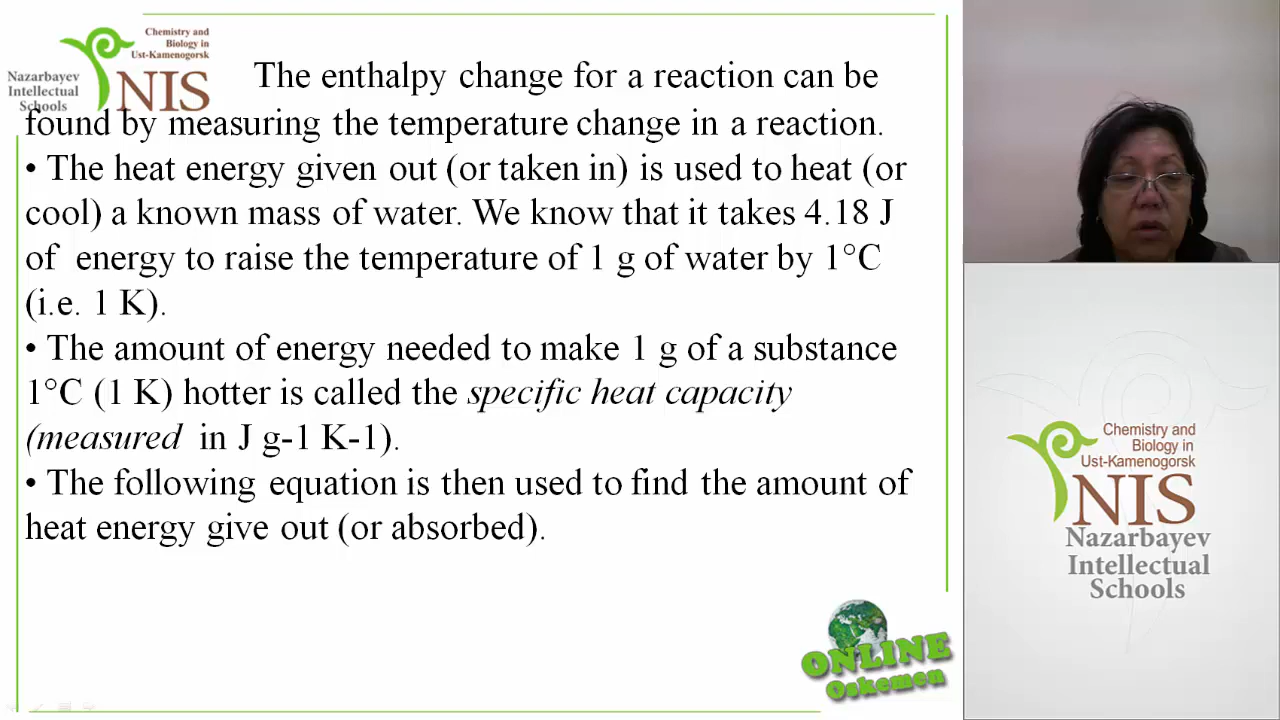 Chemistry and
Biology in
Ust-Kamenogorsk
Nazarbayev
Intellectual
Schools
NIS
The enthalpy change for a reaction can be
found by measuring the temperature change in a reaction.
• The heat energy given out (or taken in) is used to heat (or
cool) a known mass of water. We know that it takes 4.18 J
of energy to raise the temperature of 1 g of water by 1°C
(i.e. 1 K).
• The amount of energy needed to make 1 g of a substance
1°C (1 K) hotter is called the specific heat capacity
(measured in J g-1 K-1).
• The following equation is then used to find the amount of
heat energy give out (or absorbed).
ONLINE
Oskemen
Chemistry and
Biology in
Ust-Kamenogorsk
NIS
Nazarbayev
Intellectual
Schools